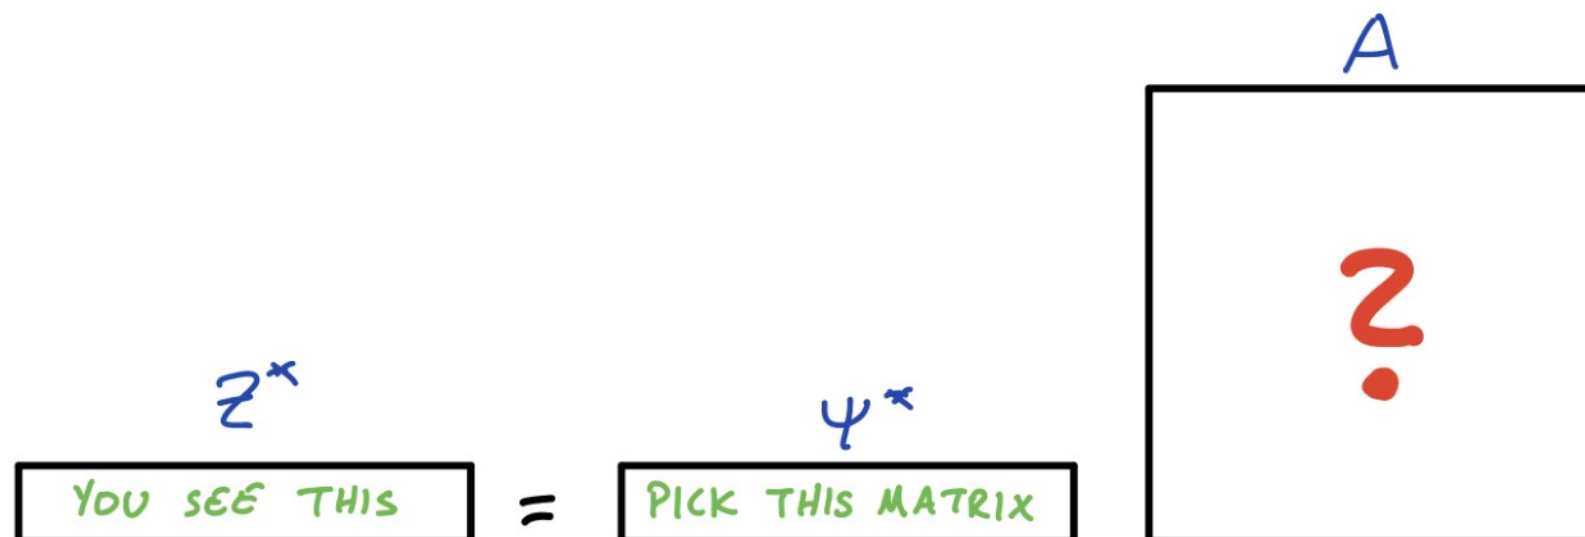 A
?
Z* ψ*
YOU SEE THIS = PICK THIS MATRIX